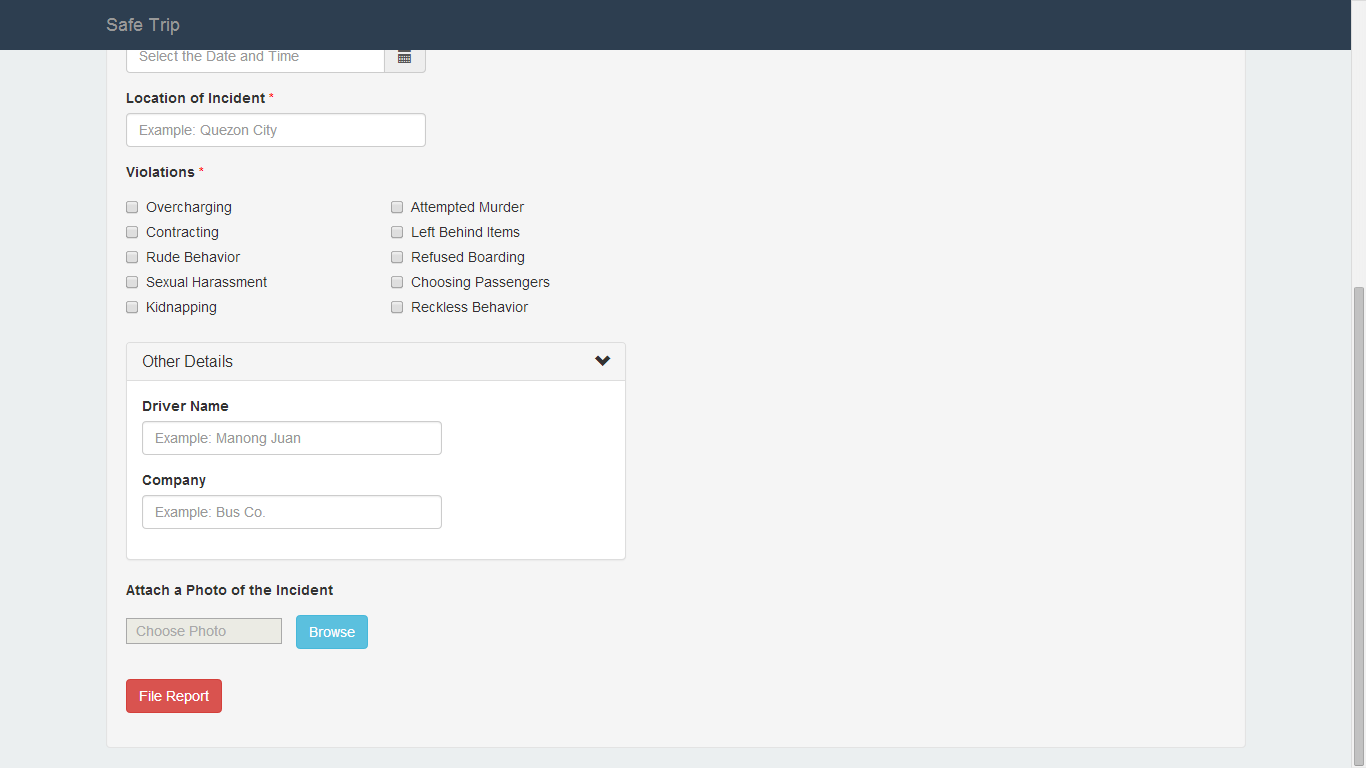 Safe Trip
Select the Date and Time
Location of Incident *
Example: Quezon City
Violations *
Overcharging
Contracting
Rude Behavior
Sexual Harassment
Kidnapping
Attempted Murder
Left Behind Items
Refused Boarding
Choosing Passengers
Reckless Behavior
Other Details
Driver Name
Example: Manong Juan
Company
Example: Bus Co.
Attach a Photo of the Incident
Choose Photo
Browse
File Report